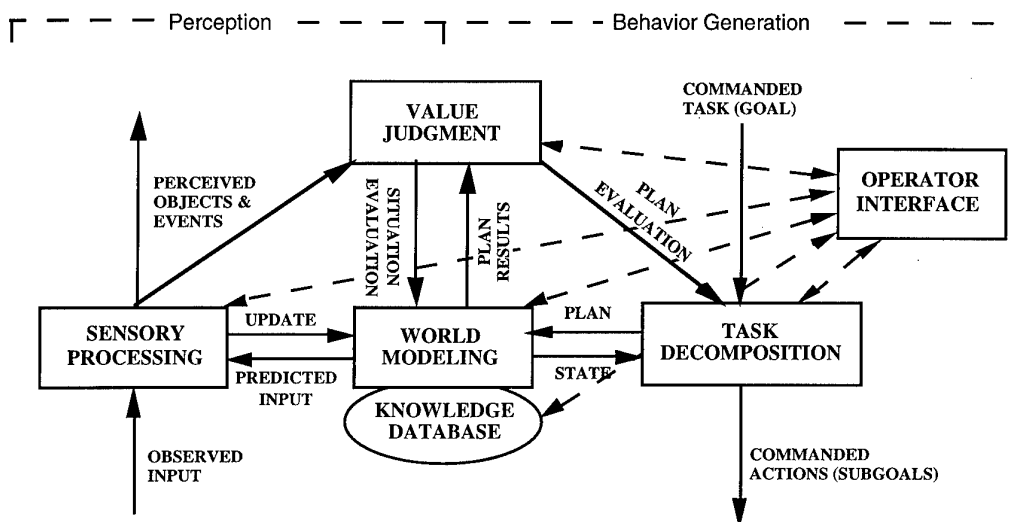 Perception
Behavior Generation
VALUE
JUDGMENT
COMMANDED
TASK (GOAL)
PERCEIVED
OBJECTS &
EVENTS
SITUATION
EVALUATION
PLAN
RESULTS
PLAN
EVALUATION
OPERATOR
INTERFACE
SENSORY
PROCESSING
UPDATE
PREDICTED
INPUT
WORLD
MODELING
PLAN
STATE
TASK
DECOMPOSITION
KNOWLEDGE
DATABASE
OBSERVED
INPUT
COMMANDED
ACTIONS (SUBGOALS)